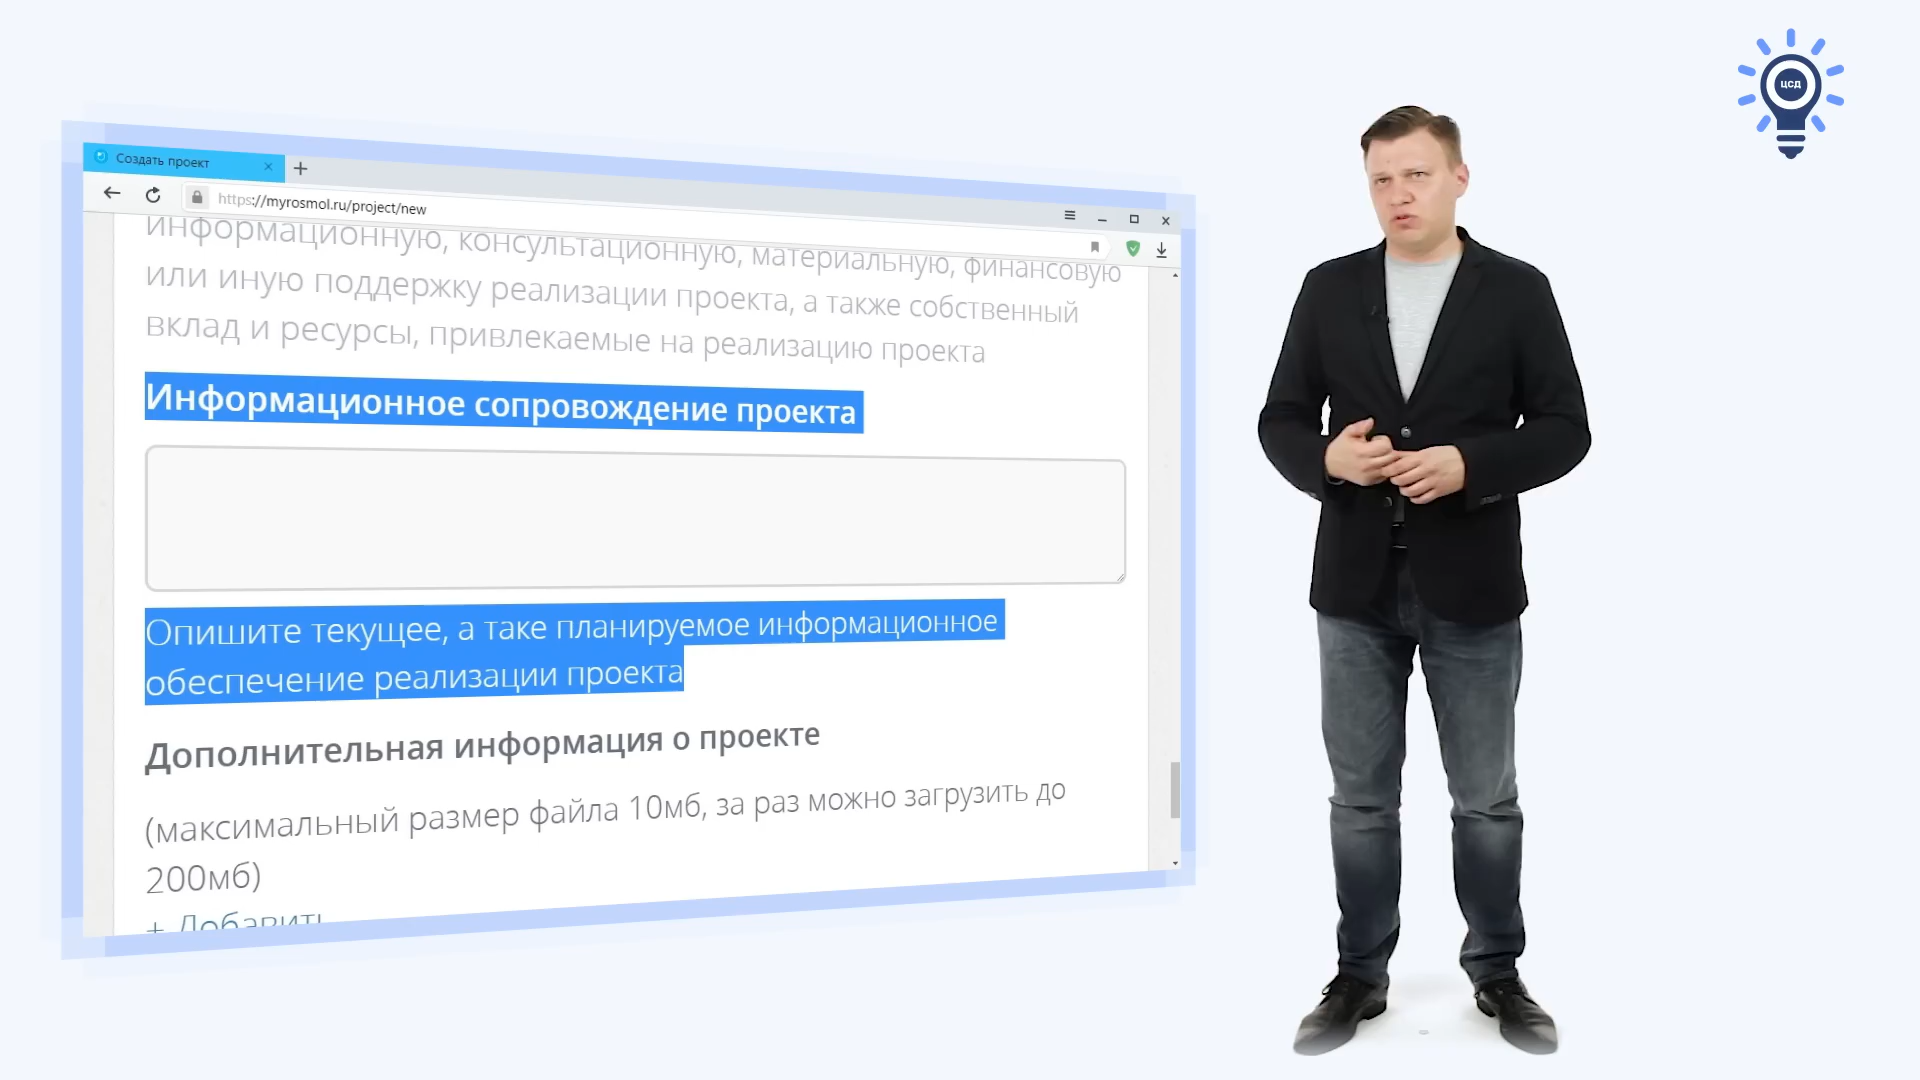 ЦСД
Создать проект
https://myrosmol.ru/project/new
информационную, консультационную, материальную, финансовую
или иную поддержку реализации проекта, а также собственный
вклад и ресурсы, привлекаемые на реализацию проекта
Информационное сопровождение проекта
Опишите текущее, а таке планируемое информационное
обеспечение реализации проекта
Дополнительная информация о проекте
(максимальный размер файла 10мб, за раз можно загрузить до
200мб)
+ Добавить